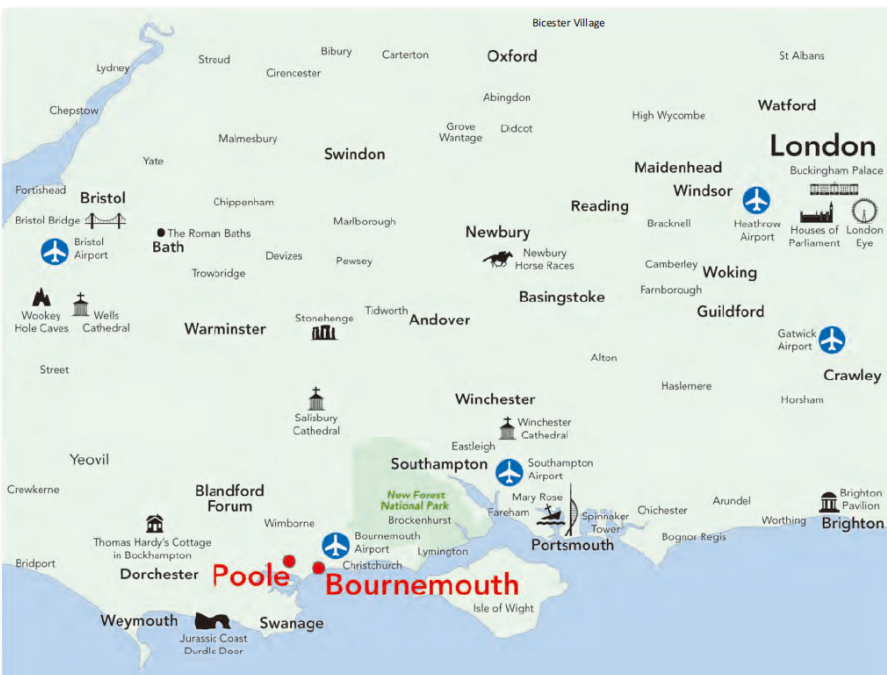 Bicester Village
Stroud
Bibury
Carterton
Oxford
St Albans
Lydney
Cirencester
Chepstow
Abingdon
Watford
High Wycombe
Malmesbury
Grove
Wantage
Didcot
Swindon
London
Yate
Maidenhead
Buckingham Palace
Portishead
Bristol
Windsor
Chippenham
Reading
Bristol Bridge
Marlborough
Bracknell
Heathrow
Airport
Houses of
Parliament
London
Eye
The Roman Baths
Bath
Newbury
Bristol
Airport
Devizes
Pewsey
Newbury
Horse Races
Trowbridge
Camberley
Woking
Farnborough
Basingstoke
Wookey
Hole Caves
Wells
Cathedral
Warminster
Stonehenge
Tidworth
Andover
Guildford
Gatwick
Airport
Street
Alton
Crawley
Haslemere
Horsham
Winchester
Salisbury
Cathedral
Winchester
Cathedral
Eastleigh
Yeovil
Southampton
Southampton
Airport
Crewkerne
Blandford
Forum
New Forest
National Park
Mary Rose
Fareham
Spinnaker
Tower
Chichester
Arundel
Brighton
Pavilion
Wimborne
Brockenhurst
Worthing
Brighton
Thomas Hardy's Cottage
in Bockhampton
Bournemouth
Airport
Lymington
Portsmouth
Bognor Regis
Bridport
Dorchester
Poole
Christchurch
Bournemouth
Isle of Wight
Weymouth
Swanage
Jurassic Coast
Durdle Door